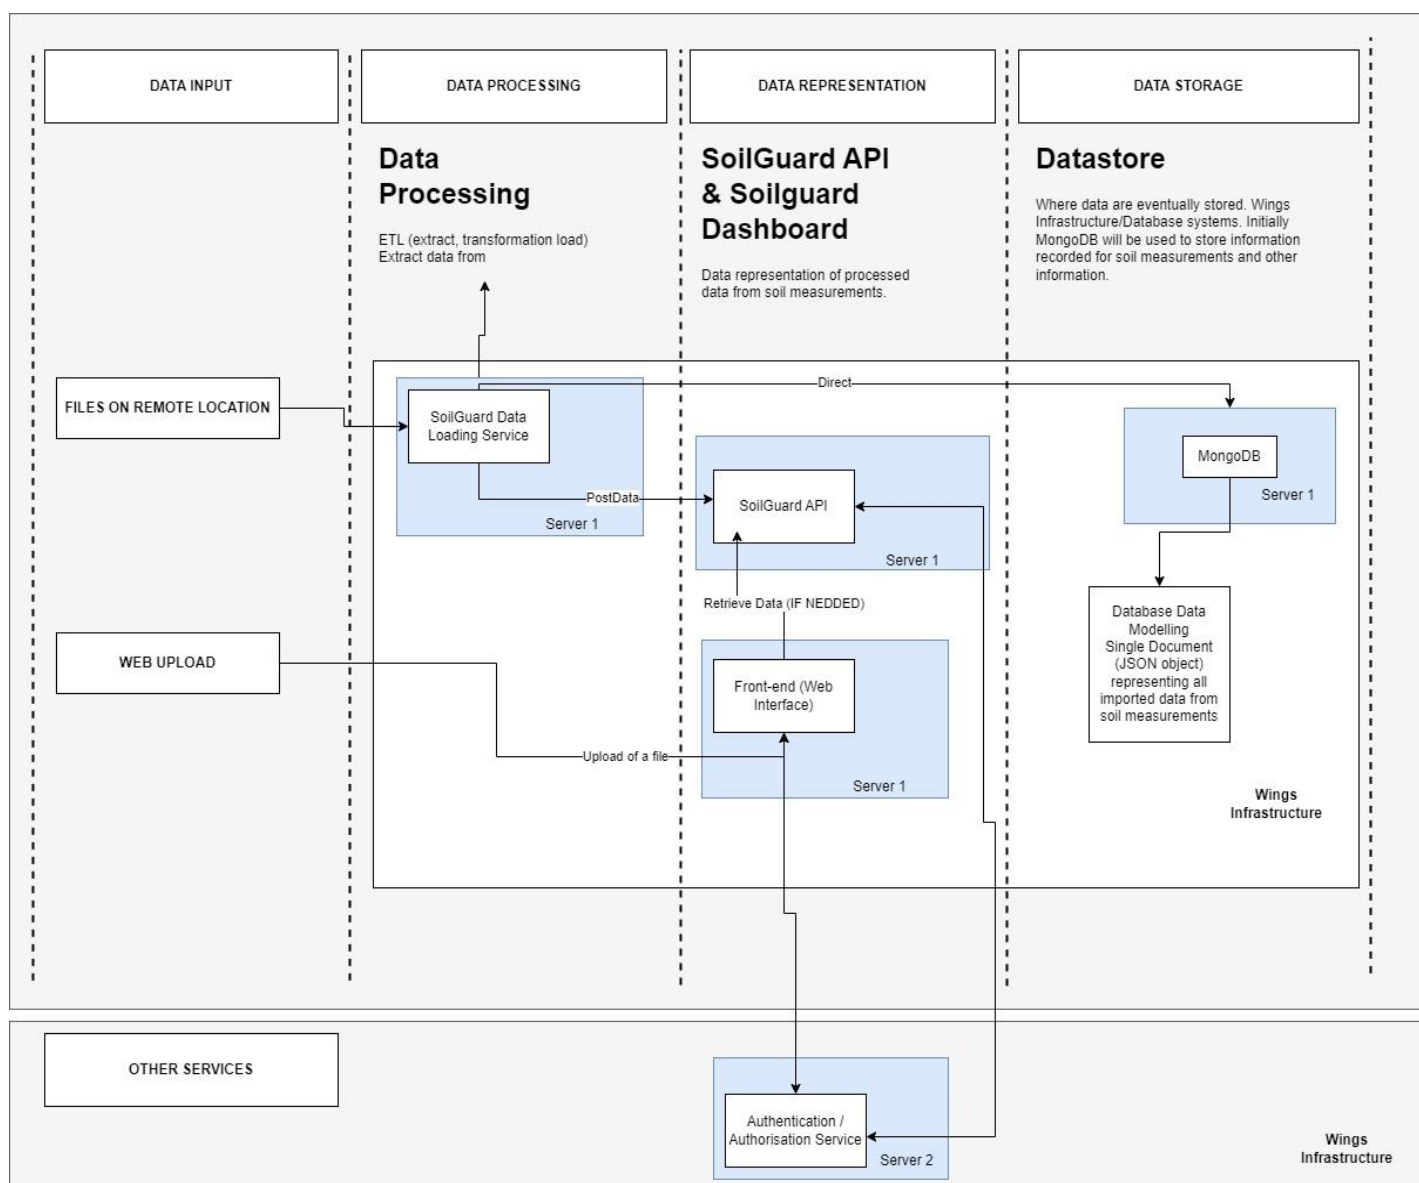 DATA INPUT
DATA PROCESSING
DATA REPRESENTATION
DATA STORAGE
Data
Processing
ETL (extract, transformation load)
Extract data from
SoilGuard API
& Soilguard
Dashboard
Data representation of processed
data from soil measurements.
Datastore
Where data are eventually stored. Wings
Infrastructure/Database systems. Initially
MongoDB will be used to store information
recorded for soil measurements and other
information.
FILES ON REMOTE LOCATION
SoilGuard Data
Loading Service
Server 1
Direct
PostData
SoilGuard API
Server 1
MongoDB
Server 1
Retrieve Data (IF NEDDED)
WEB UPLOAD
Front-end (Web
Interface)
Server 1
Upload of a file
Database Data
Modelling
Single Document
(JSON object)
representing all
imported data from
soil measurements
Wings
Infrastructure
OTHER SERVICES
Authentication /
Authorisation Service
Server 2
Wings
Infrastructure